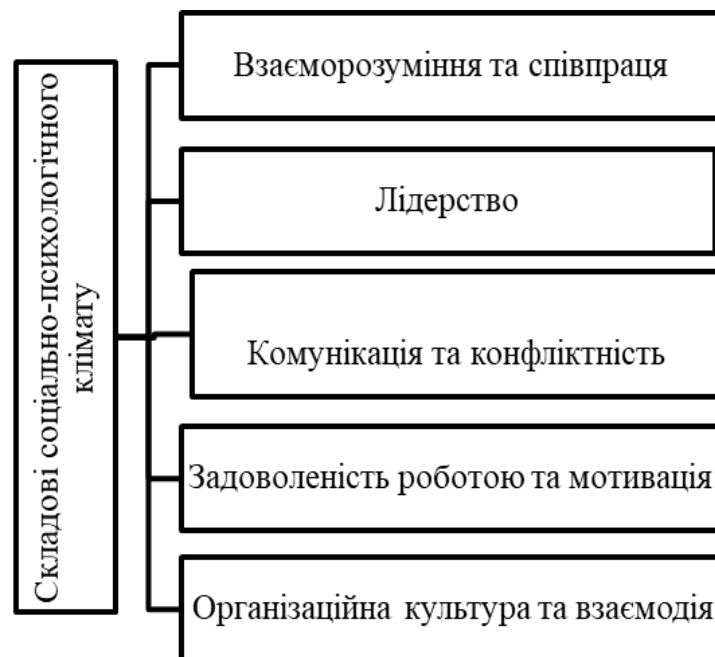 Складові соціально-психологічного
клімату
Взаєморозуміння та співпраця
Лідерство
Комунікація та конфліктність
Задоволеність роботою та мотивація
Організаційна культура та взаємодія